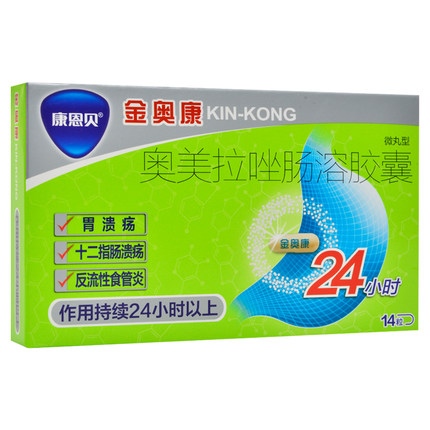 康恩贝®
金奥康 KIN-KONG
微丸型
奥美拉唑肠溶胶囊
胃溃疡
十二指肠溃疡
反流性食管炎
金奥康
24小时
作用持续24小时以上
14粒